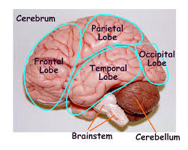 Cerebrum
Parietal
Lobe
Frontal
Lobe
Occipital
Lobe
Temporal
Lobe
Brainstem
Cerebellum